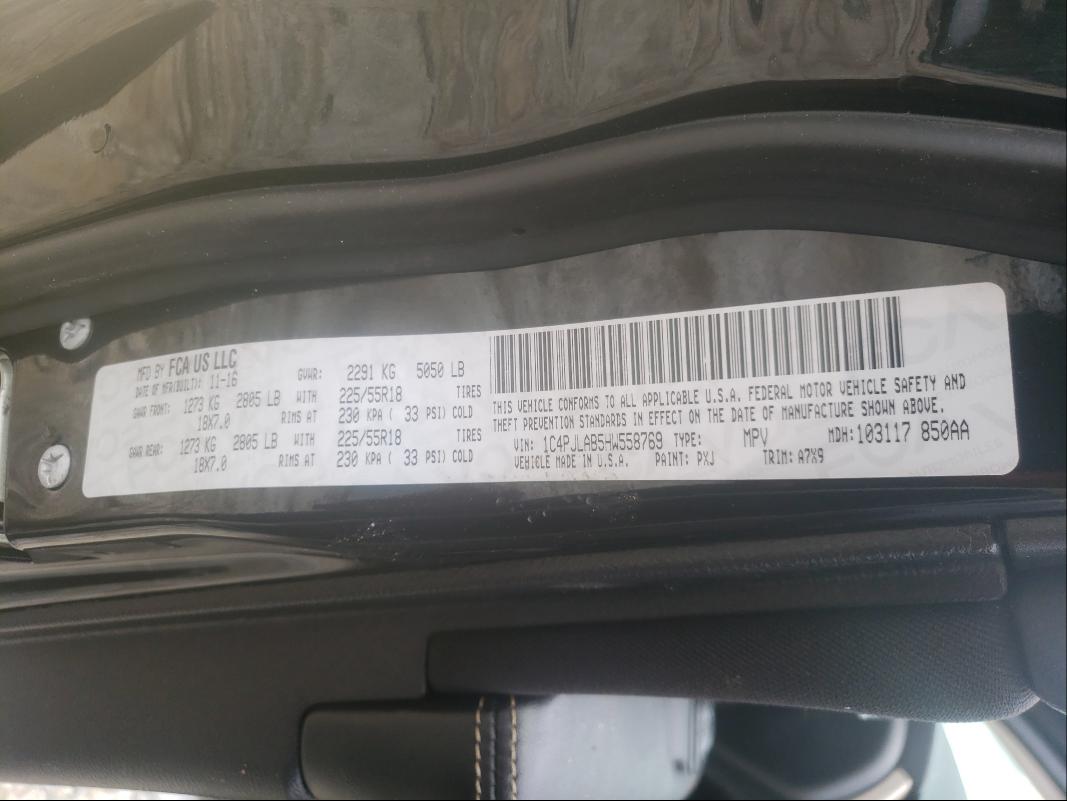 MFD BY FCA US LLC
DATE OF MFR(BUILT): 11-16 GVWR: 2291 KG 5050 LB
GAWR FRONT: 1273 KG 2805 LB WITH 225/55R18 TIRES
18X7.0 RIMS AT 230 KPA ( 33 PSI) COLD
GAWR REAR: 1273 KG 2805 LB WITH 225/55R18 TIRES
18X7.0 RIMS AT 230 KPA ( 33 PSI) COLD
THIS VEHICLE CONFORMS TO ALL APPLICABLE U.S.A. FEDERAL MOTOR VEHICLE SAFETY AND
THEFT PREVENTION STANDARDS IN EFFECT ON THE DATE OF MANUFACTURE SHOWN ABOVE.
VIN: 1C4PJLAB5HW558769 TYPE: MPV MDH:103117 850AA
VEHICLE MADE IN U.S.A. PAINT: PXJ TRIM: A7X9